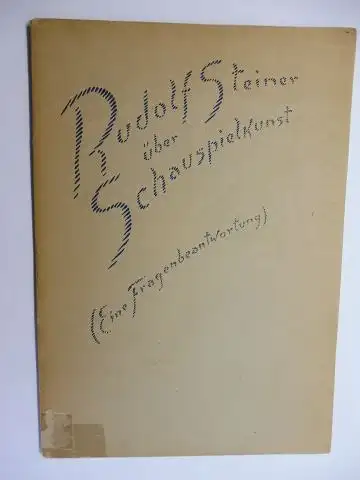 Rudolf Steiner
über
Schauspielkunst
(Eine Fragenbeantwortung)